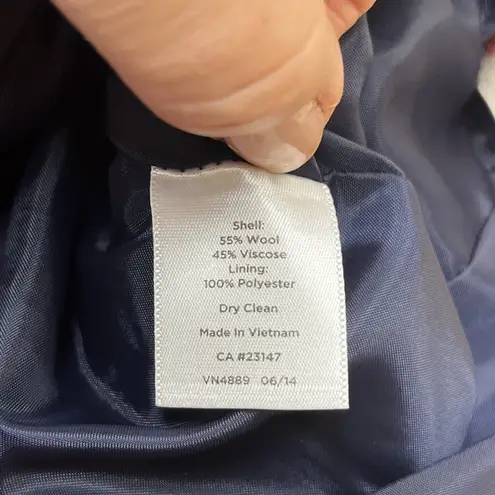 Shell:
55% Wool
45% Viscose
Lining:
100% Polyester
Dry Clean
Made In Vietnam
CA #23147
VN4889 06/14